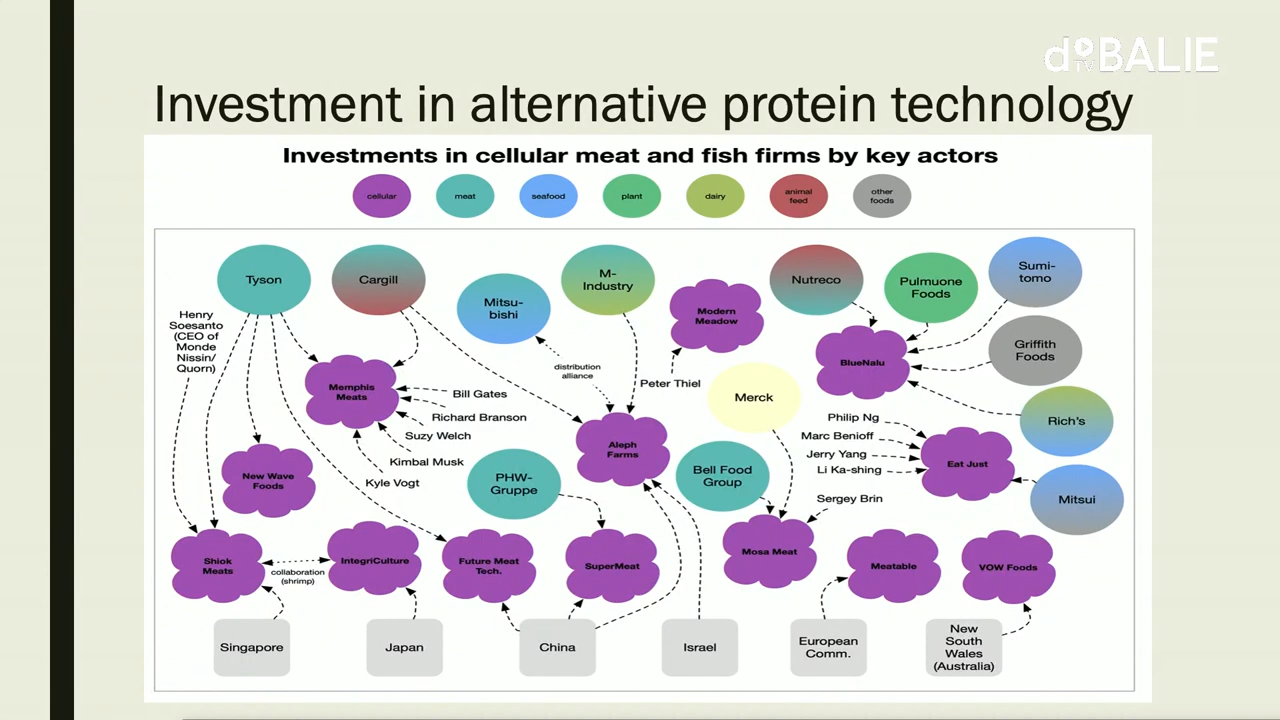 doBALIE
TV
Investment in alternative protein technology
Investments in cellular meat and fish firms by key actors
cellular
meat
seafood
plant
dairy
animal
feed
other
foods
Tyson
Cargill
Mitsu-
bishi
M-
Industry
Modern
Meadow
Nutreco
Pulmuone
Foods
Sumi-
tomo
Henry
Soesanto
(CEO of
Monde
Nissin/
Quorn)
Griffith
Foods
BlueNalu
distribution
alliance
Peter Thiel
Memphis
Meats
Bill Gates
Richard Branson
Suzy Welch
Kimbal Musk
Kyle Vogt
Merck
Philip Ng
Marc Benioff
Jerry Yang
Li Ka-shing
Rich's
Aleph
Farms
Eat Just
New Wave
Foods
PHW-
Gruppe
Bell Food
Group
Sergey Brin
Mitsui
Shiok
Meats
collaboration
(shrimp)
IntegriCulture
Future Meat
Tech.
SuperMeat
Mosa Meat
Meatable
VOW Foods
Singapore
Japan
China
Israel
European
Comm.
New
South
Wales
(Australia)